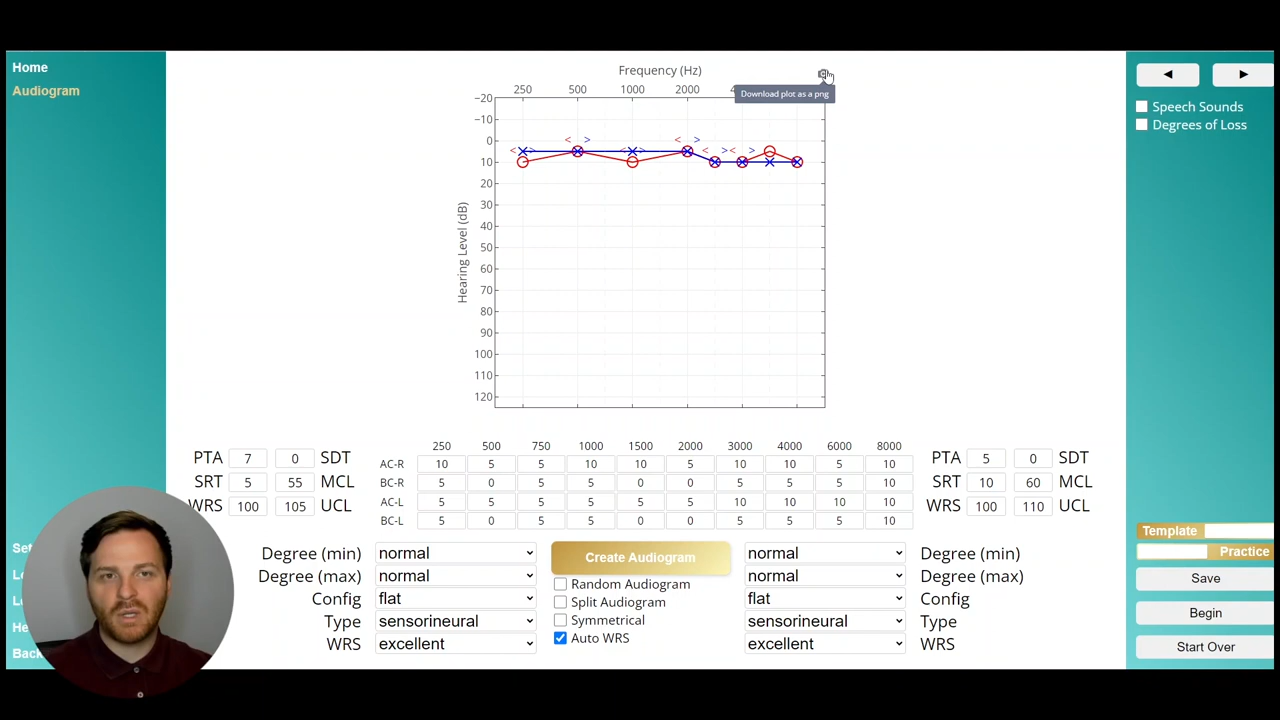 Home
Audiogram
Frequency (Hz)
250 500 1000 2000
Download plot as a png
Hearing Level (dB)
−20
−10
0
10
20
30
40
50
60
70
80
90
100
110
120
◄ ►
Speech Sounds
Degrees of Loss
250 500 750 1000 1500 2000 3000 4000 6000 8000
AC-R 10 5 5 10 10 5 10 10 5 10
BC-R 5 0 5 5 0 0 5 5 5 10
AC-L 5 5 5 5 5 5 10 10 10 10
BC-L 5 0 5 5 0 0 5 5 5 10
PTA 7 0 SDT
SRT 5 55 MCL
WRS 100 105 UCL
PTA 5 0 SDT
SRT 10 60 MCL
WRS 100 110 UCL
Degree (min) normal
Degree (max) normal
Config flat
Type sensorineural
WRS excellent
Create Audiogram
Random Audiogram
Split Audiogram
Symmetrical
Auto WRS
normal Degree (min)
normal Degree (max)
flat Config
sensorineural Type
excellent WRS
Template
Practice
Save
Begin
Start Over